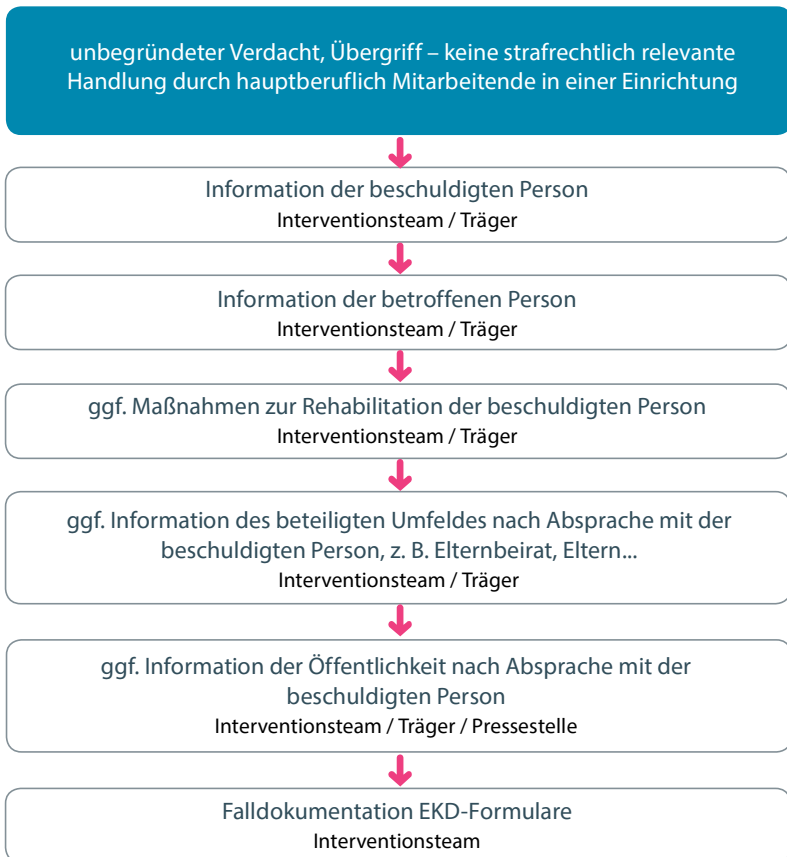 unbegründeter Verdacht, Übergriff – keine strafrechtlich relevante
Handlung durch hauptberuflich Mitarbeitende in einer Einrichtung
Information der beschuldigten Person
Interventionsteam / Träger
Information der betroffenen Person
Interventionsteam / Träger
ggf. Maßnahmen zur Rehabilitation der beschuldigten Person
Interventionsteam / Träger
ggf. Information des beteiligten Umfeldes nach Absprache mit der
beschuldigten Person, z. B. Elternbeirat, Eltern...
Interventionsteam / Träger
ggf. Information der Öffentlichkeit nach Absprache mit der
beschuldigten Person
Interventionsteam / Träger / Pressestelle
Falldokumentation EKD-Formulare
Interventionsteam